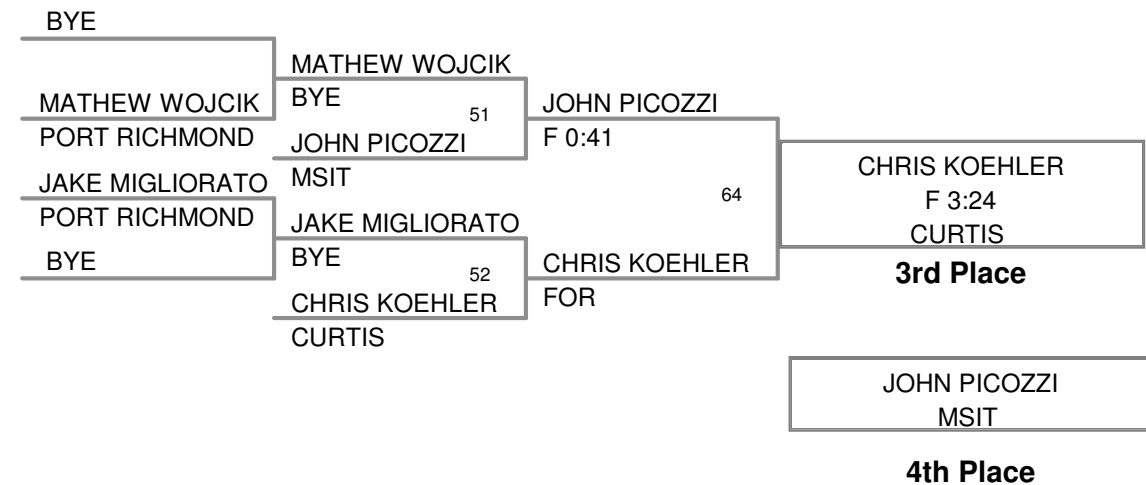 BYE
MATHEW WOJCIK
PORT RICHMOND
JAKE MIGLIORATO
PORT RICHMOND
BYE
MATHEW WOJCIK
BYE
51
JOHN PICOZZI
MSIT
JAKE MIGLIORATO
BYE
52
CHRIS KOEHLER
CURTIS
JOHN PICOZZI
F 0:41
64
CHRIS KOEHLER
FOR
CHRIS KOEHLER
F 3:24
CURTIS
3rd Place
JOHN PICOZZI
MSIT
4th Place